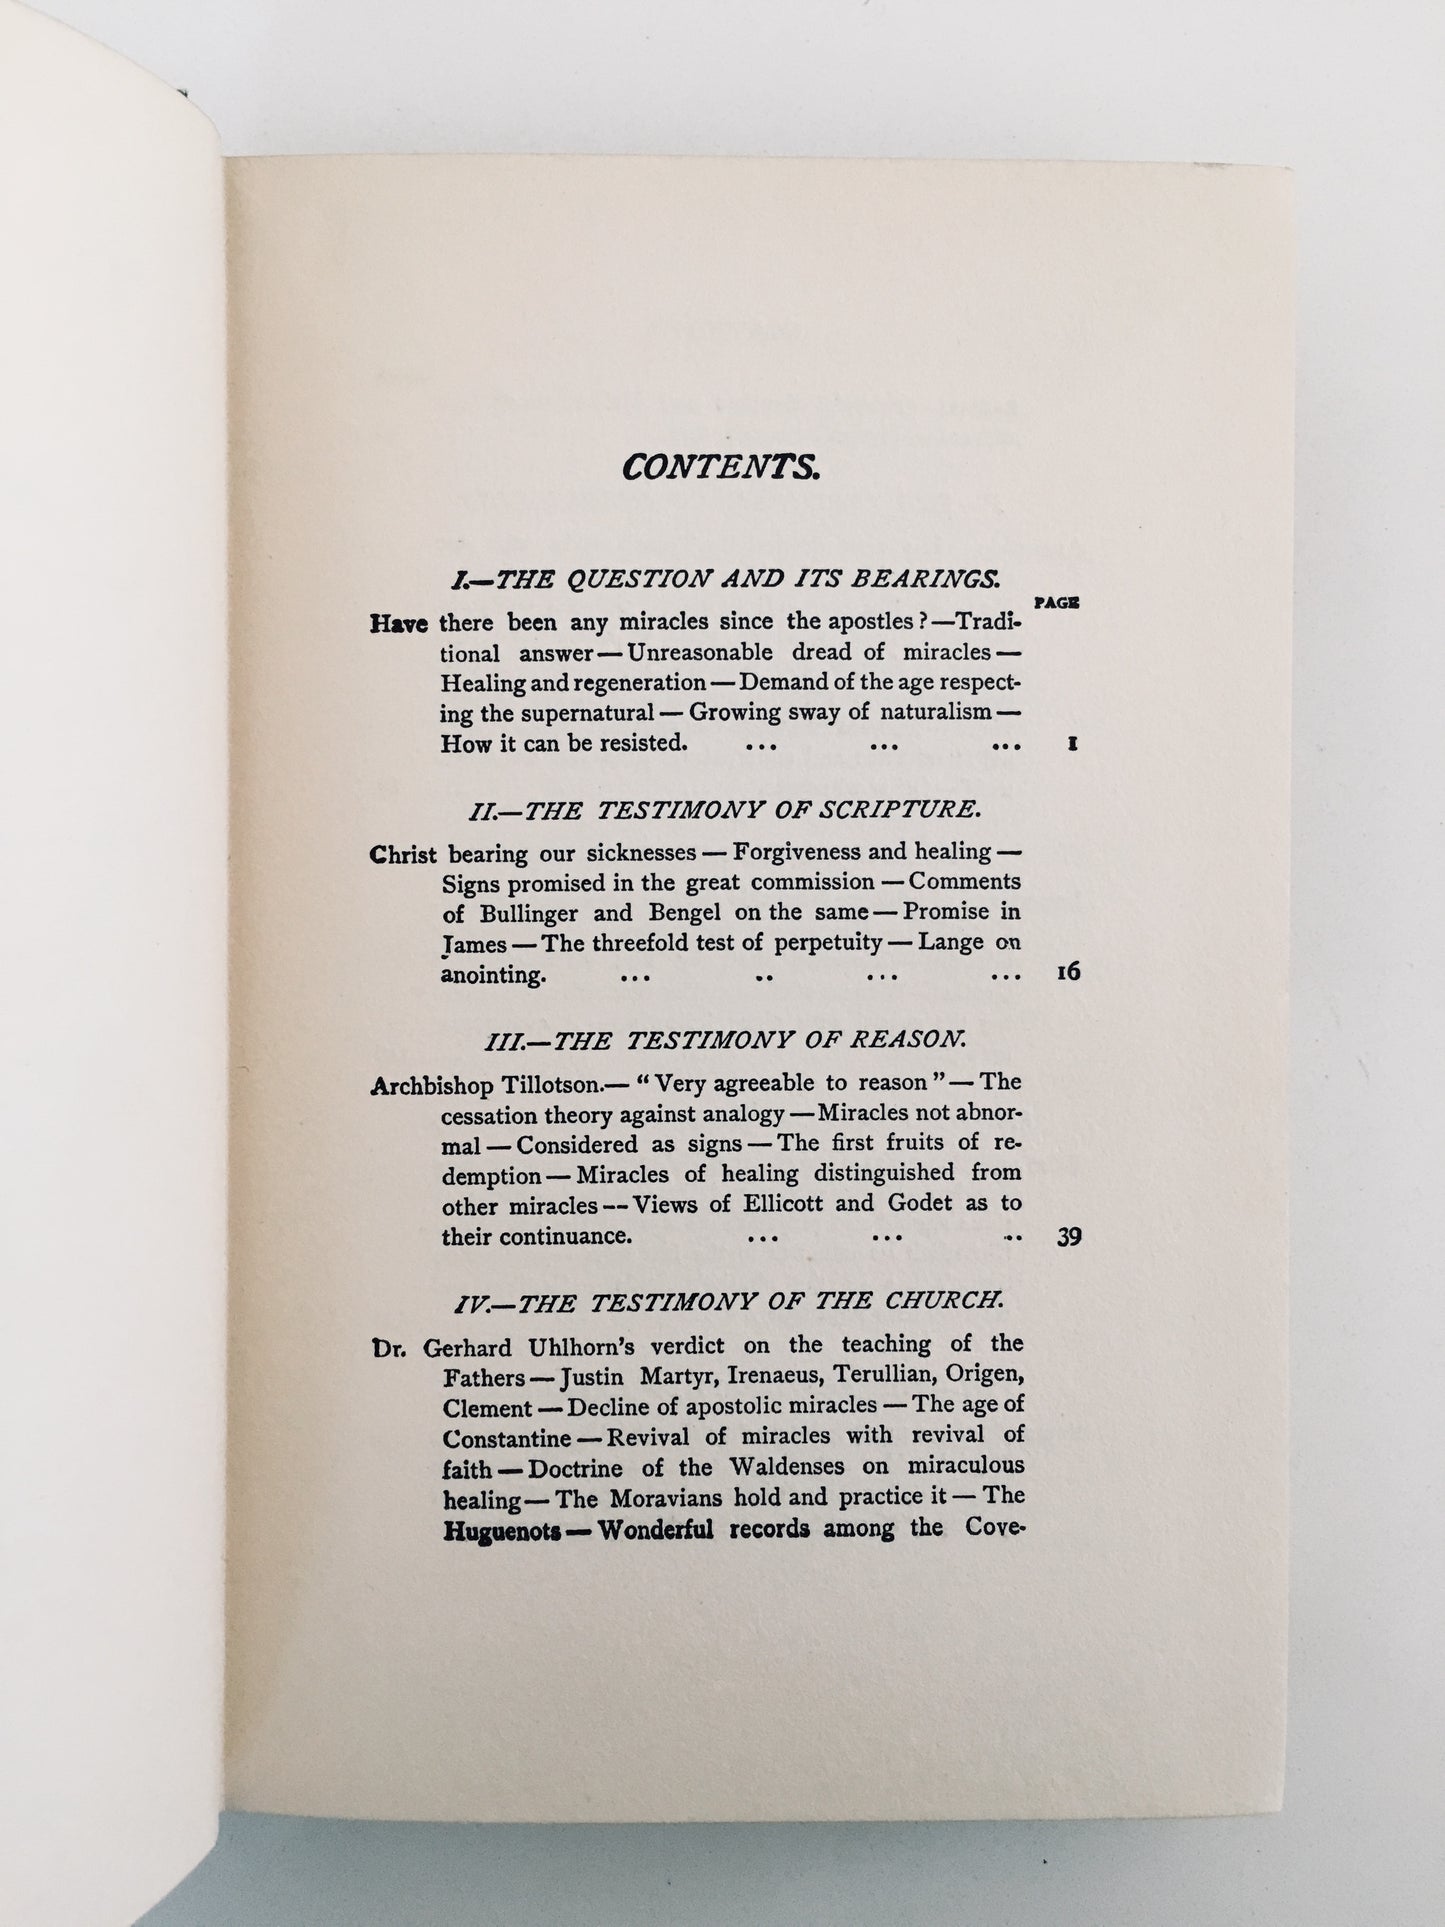 CONTENTS.
I.—THE QUESTION AND ITS BEARINGS.
PAGE
Have there been any miracles since the apostles?—Tradi-
tional answer—Unreasonable dread of miracles—
Healing and regeneration—Demand of the age respect-
ing the supernatural—Growing sway of naturalism—
How it can be resisted. ... ... ... 1
II.—THE TESTIMONY OF SCRIPTURE.
Christ bearing our sicknesses—Forgiveness and healing—
Signs promised in the great commission—Comments
of Bullinger and Bengel on the same—Promise in
James—The threefold test of perpetuity—Lange on
anointing. ... .. ... ... 16
III.—THE TESTIMONY OF REASON.
Archbishop Tillotson.—"Very agreeable to reason"—The
cessation theory against analogy—Miracles not abnor-
mal—Considered as signs—The first fruits of re-
demption—Miracles of healing distinguished from
other miracles--Views of Ellicott and Godet as to
their continuance. ... ... .. 39
IV.—THE TESTIMONY OF THE CHURCH.
Dr. Gerhard Uhlhorn's verdict on the teaching of the
Fathers—Justin Martyr, Irenaeus, Terullian, Origen,
Clement—Decline of apostolic miracles—The age of
Constantine—Revival of miracles with revival of
faith—Doctrine of the Waldenses on miraculous
healing—The Moravians hold and practice it—The
Huguenots—Wonderful records among the Cove-